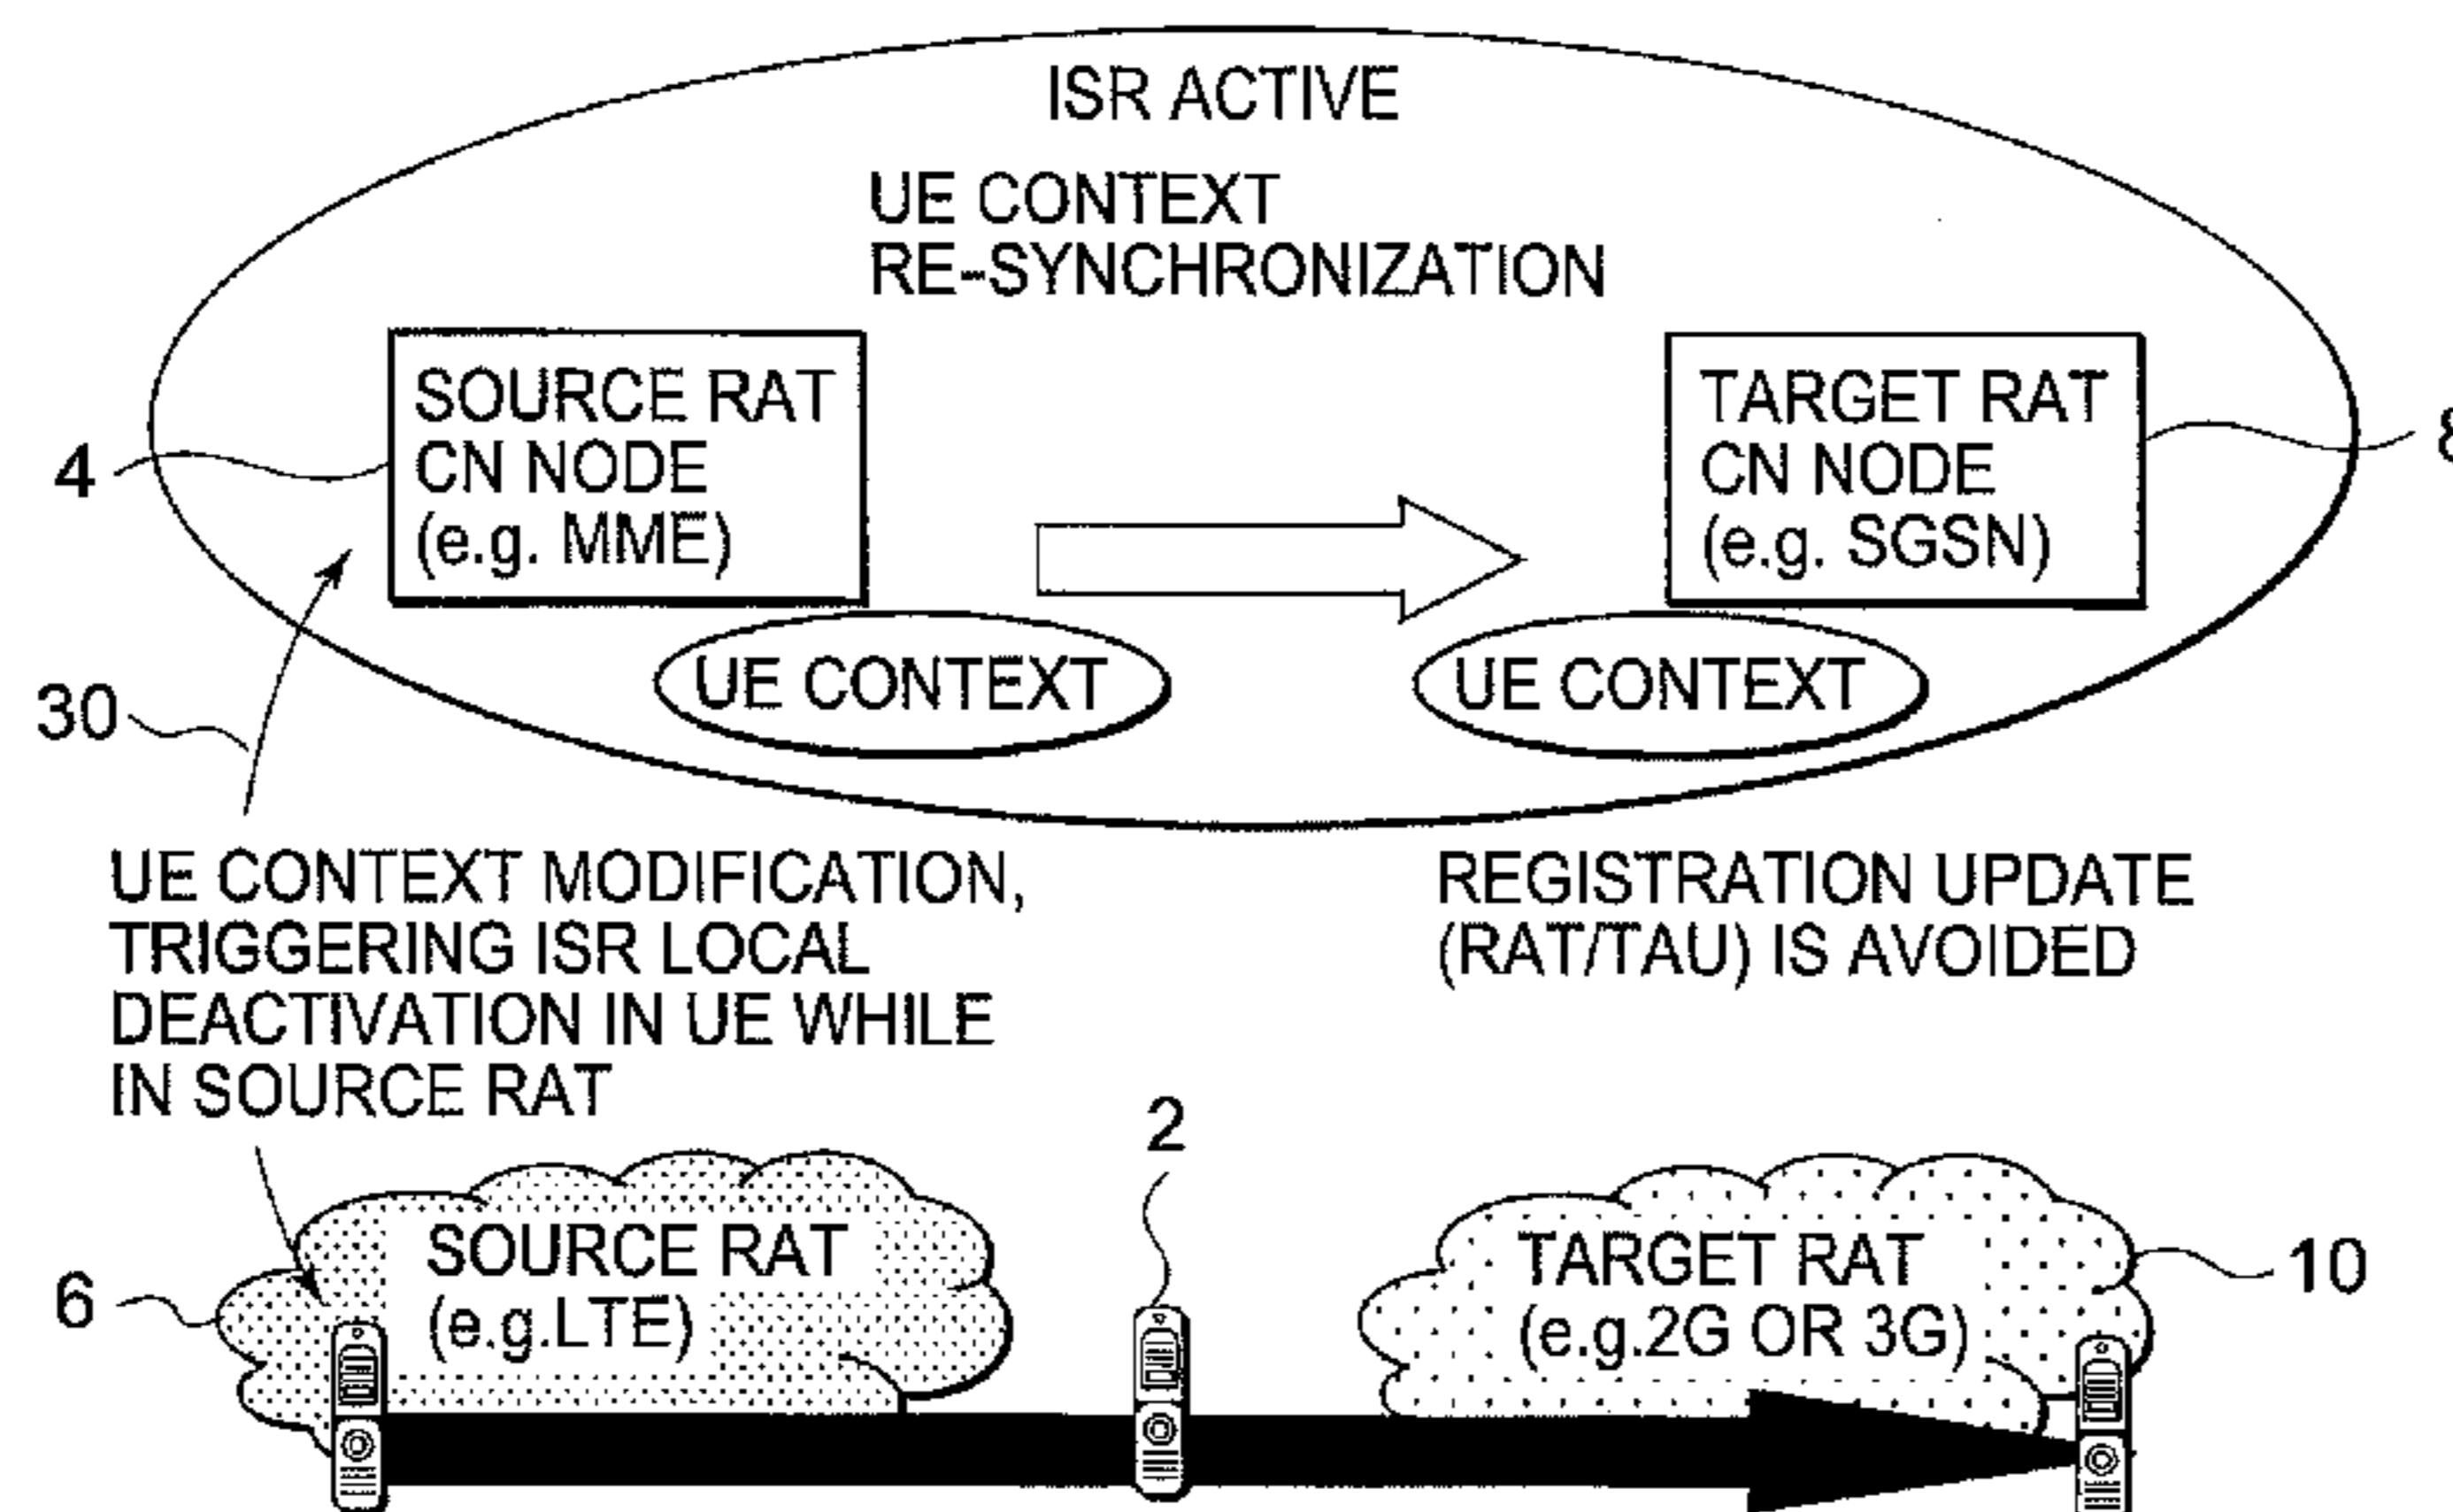 ISR ACTIVE
UE CONTEXT
RE-SYNCHRONIZATION
SOURCE RAT
CN NODE
(e.g. MME)
TARGET RAT
CN NODE
(e.g. SGSN)
4
8
UE CONTEXT
UE CONTEXT
30
UE CONTEXT MODIFICATION,
TRIGGERING ISR LOCAL
DEACTIVATION IN UE WHILE
IN SOURCE RAT
REGISTRATION UPDATE
(RAT/TAU) IS AVOIDED
2
SOURCE RAT
(e.g.LTE)
TARGET RAT
(e.g.2G OR 3G)
6
10